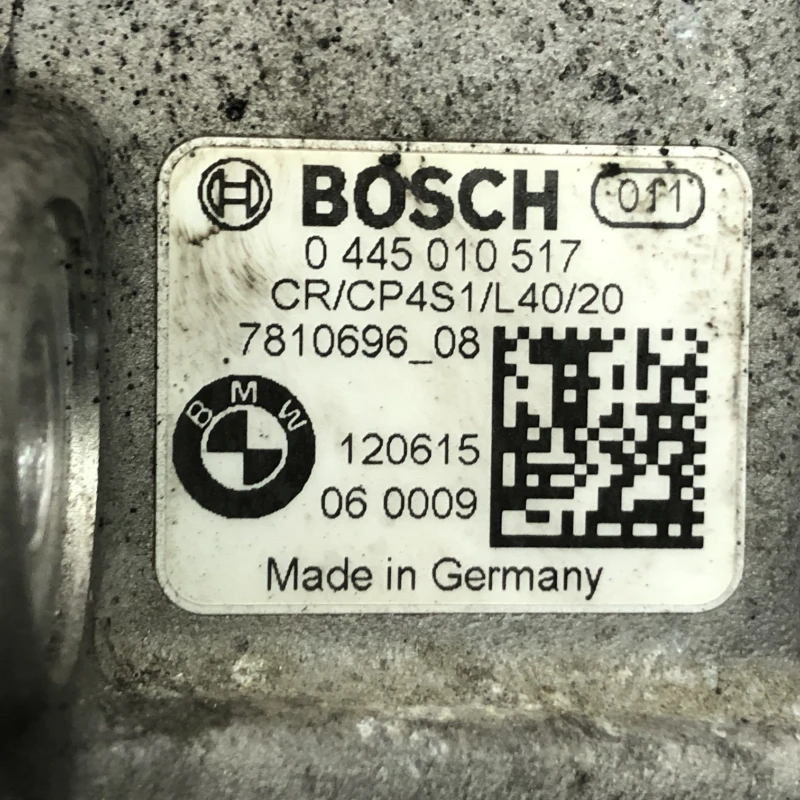 BOSCH 011
0 445 010 517
CR/CP4S1/L40/20
7810696_08
BMW
120615
06 0009
Made in Germany